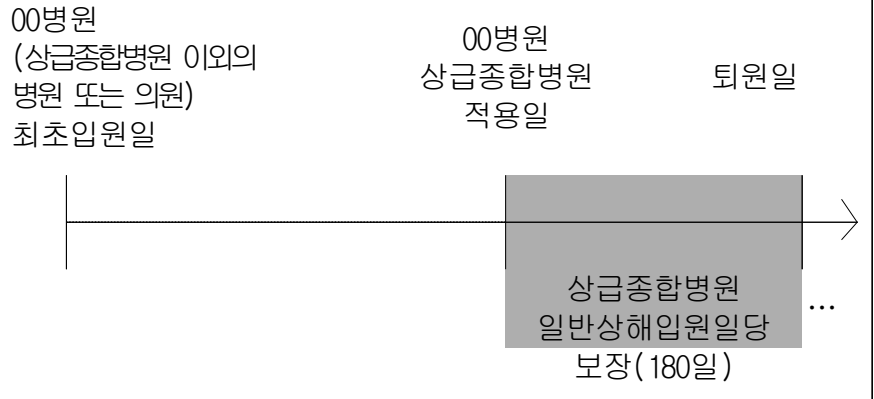 00병원
(상급종합병원 이외의
병원 또는 의원)
최초입원일
00병원
상급종합병원
적용일
퇴원일
상급종합병원
일반상해입원일당
보장(180일)
...